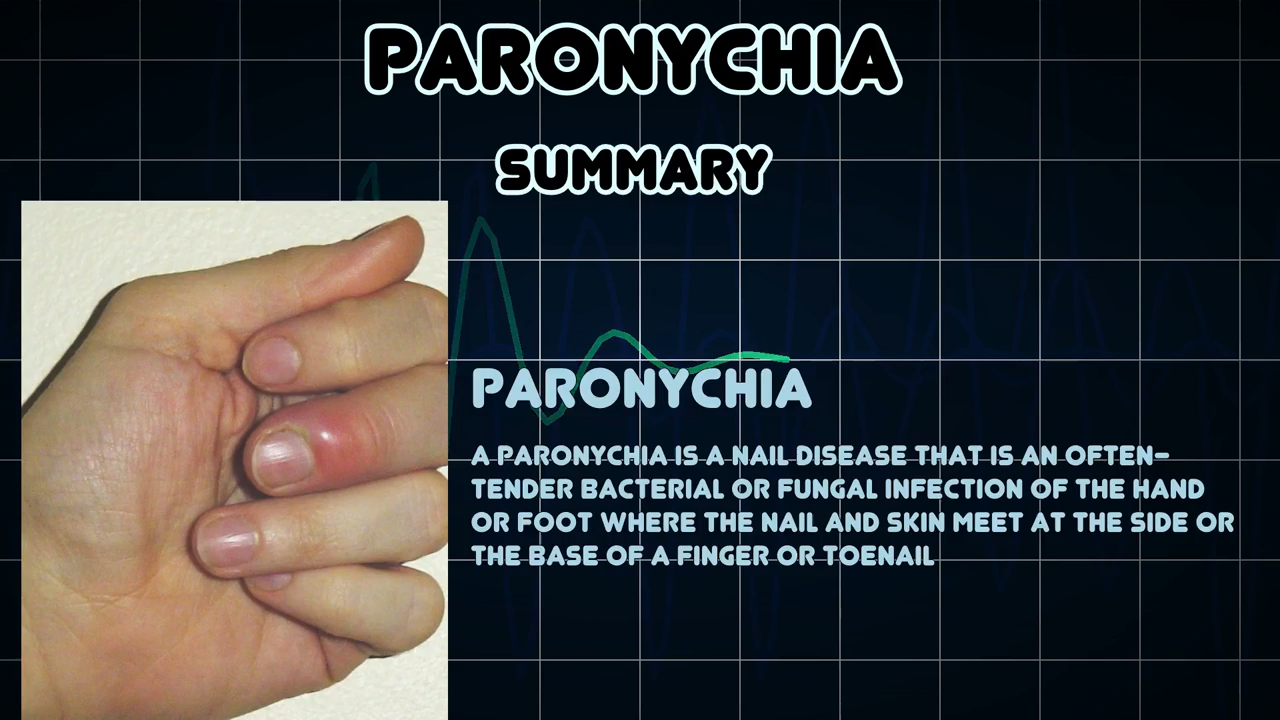 PARONYCHIA
SUMMARY
PARONYCHIA
A PARONYCHIA IS A NAIL DISEASE THAT IS AN OFTEN-
TENDER BACTERIAL OR FUNGAL INFECTION OF THE HAND
OR FOOT WHERE THE NAIL AND SKIN MEET AT THE SIDE OR
THE BASE OF A FINGER OR TOENAIL